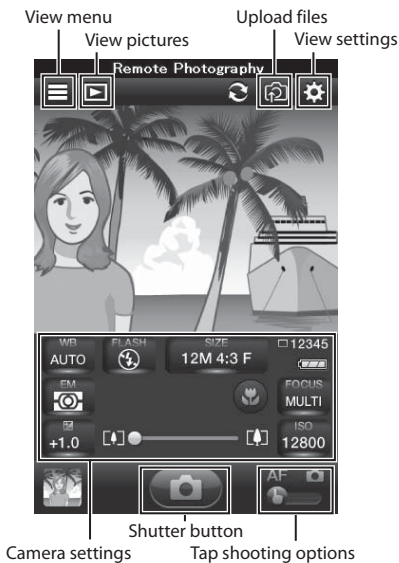 View menu
Upload files
View pictures
View settings
Remote Photography
WB
AUTO
FLASH
SIZE
12M 4:3 F
12345
EM
FOCUS
MULTI
+1.0
ISO
12800
AF
Shutter button
Camera settings
Tap shooting options